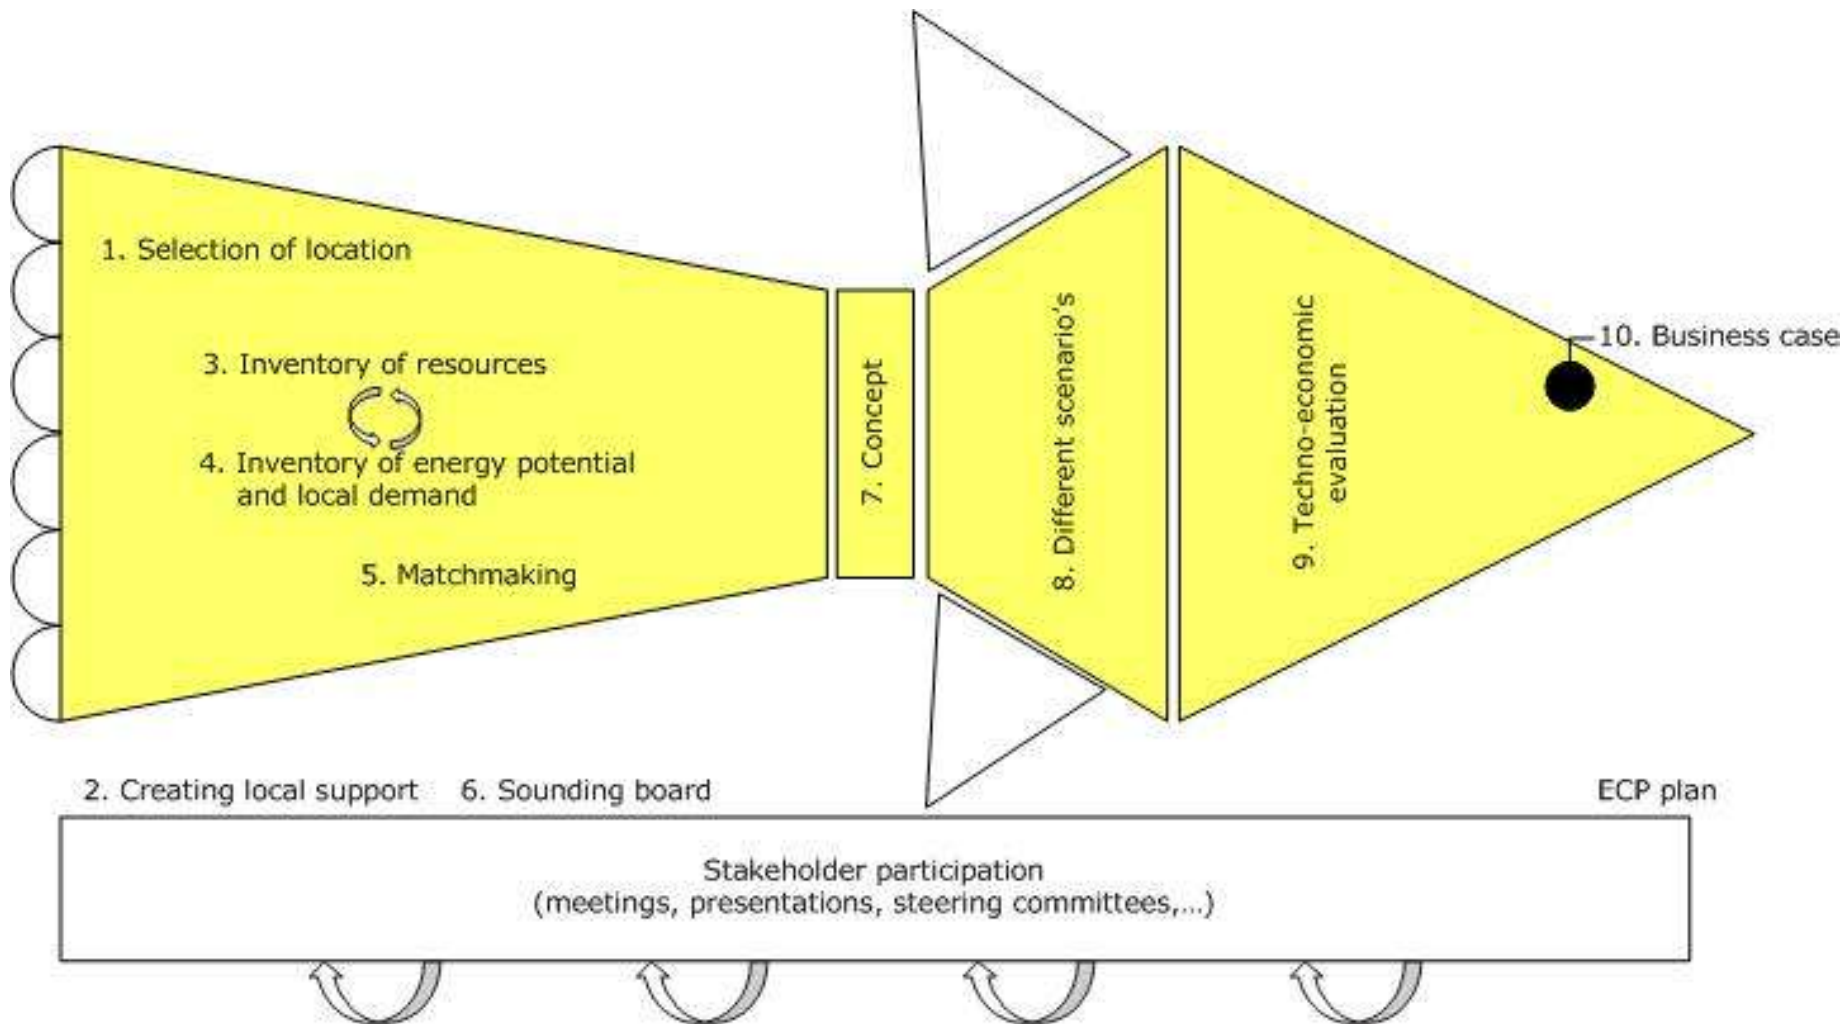 1. Selection of location
3. Inventory of resources
4. Inventory of energy potential
and local demand
5. Matchmaking
7. Concept
8. Different scenario's
9. Techno-economic
evaluation
10. Business case
2. Creating local support
6. Sounding board
ECP plan
Stakeholder participation
(meetings, presentations, steering committees,...)